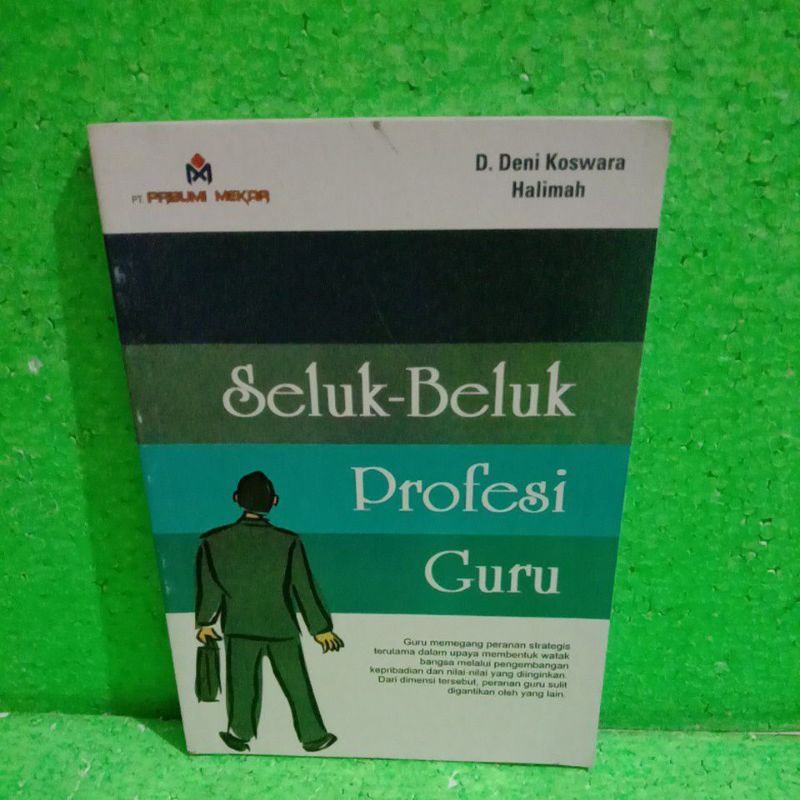 PT. PRBUMI MEKAR
D. Deni Koswara
Halimah
Seluk-Beluk
Profesi
Guru
Guru memegang peranan strategis
terutama dalam upaya membentuk watak
bangsa melalui pengembangan
kepribadian dan nilai-nilai yang diinginkan.
Dari dimensi tersebut, peranan guru sulit
digantikan oleh yang lain.